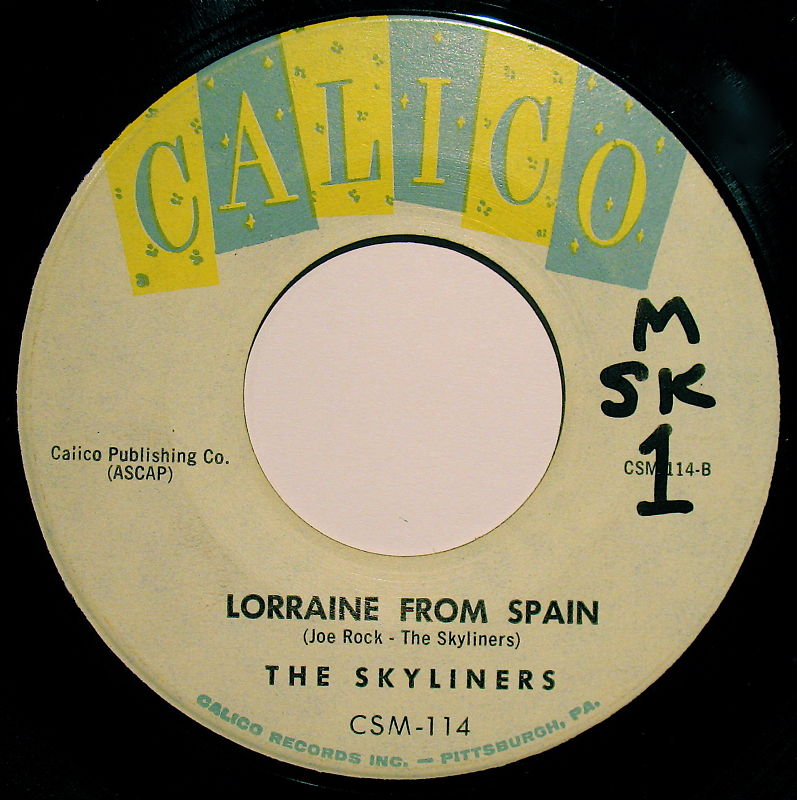 CALICO
M
SK
1
Calico Publishing Co.
(ASCAP)
CSM-114-B
LORRAINE FROM SPAIN
(Joe Rock - The Skyliners)
THE SKYLINERS
CSM-114
CALICO RECORDS INC. — PITTSBURGH, PA.